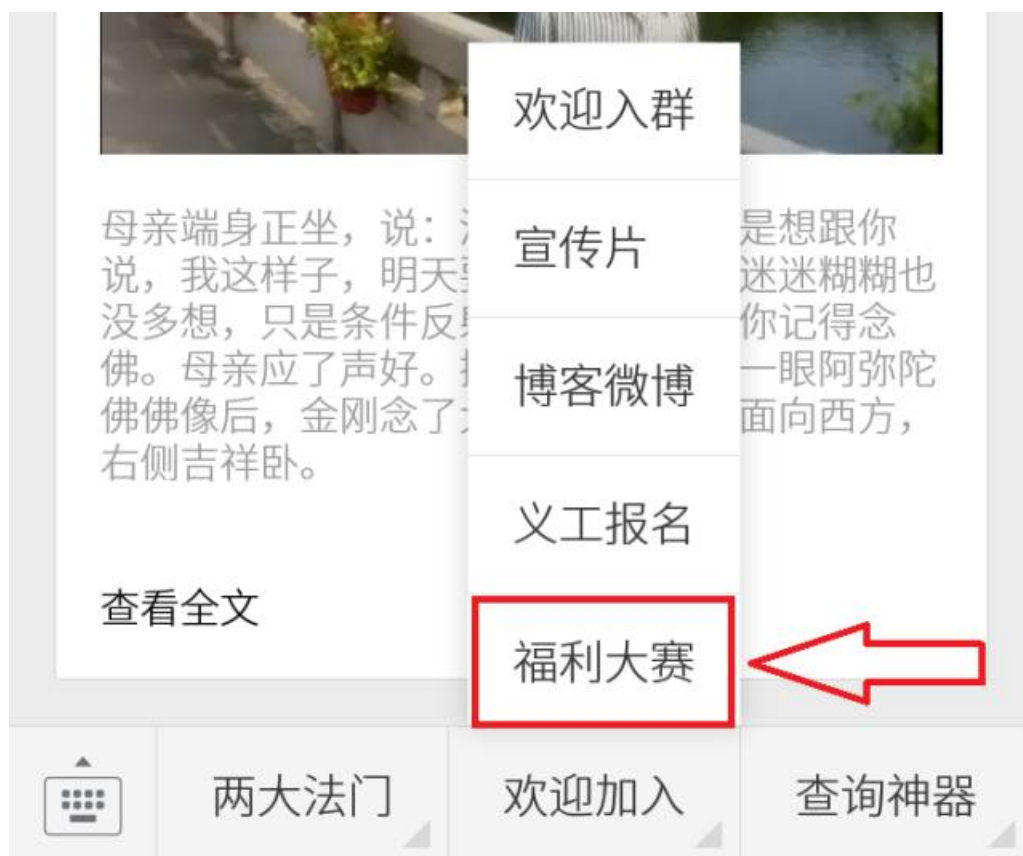 欢迎入群
宣传片
博客微博
义工报名
福利大赛
母亲端身正坐，说： 是想跟你
说，我这样子，明天 迷迷糊糊也
没多想，只是条件反 你记得念
佛。母亲应了声好。 一眼阿弥陀
佛佛像后，金刚念了 面向西方，
右侧吉祥卧。
查看全文
两大法门 欢迎加入 查询神器